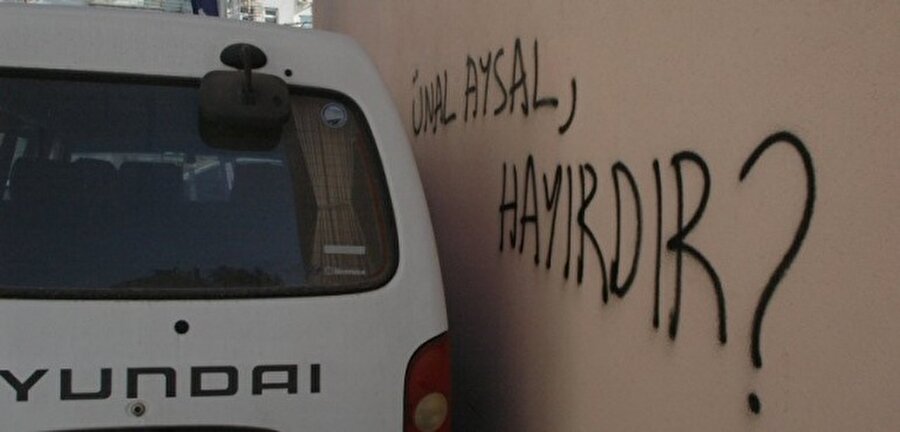 ÜNAL AYSAL,
HAYIRDIR?
YUNDAI